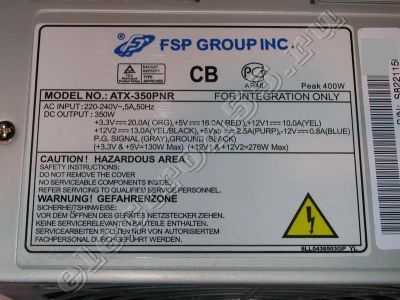 FSP
FSP GROUP INC.
CB
Peak 400W
MODEL NO.: ATX-350PNR
FOR INTEGRATION ONLY
AC INPUT: 220-240V~,5A,50Hz
DC OUTPUT: 350W
+3.3V⎓20.0A (ORG),+5V⎓16.0A(RED),+12V1⎓10.0A(YEL)
+12V2⎓13.0A(YEL/BLACK),+5Vsb⎓2.5A(PURP),-12V⎓0.8A(BLUE)
P.G. SIGNAL (GRAY),GROUND (BLACK)
(+3.3V & +5V=130W Max) (+12V1 & +12V2=276W Max)
CAUTION! HAZARDOUS AREA
SAFETY INSTRUCTIONS:
DO NOT REMOVE THE COVER
NO SERVICEABLE COMPONENTS INSIDE.
REFER SERVICING TO QUALIFIED SERVICE PERSONNEL.
WARNUNG! GEFAHRENZONE
SICHERHEITSHINWEISE:
VOR DEM ÖFFNEN DES GEHÄUSES NETZSTECKER ZIEHEN.
KEINE SERVICERELEVANTEN BAUTEILE ENTHALTEN.
SERVICEARBEITEN SOLLEN NUR VON AUTORISIERTEM
FACHPERSONAL DURCHGEFÜHRT WERDEN.
6LL0438503GP